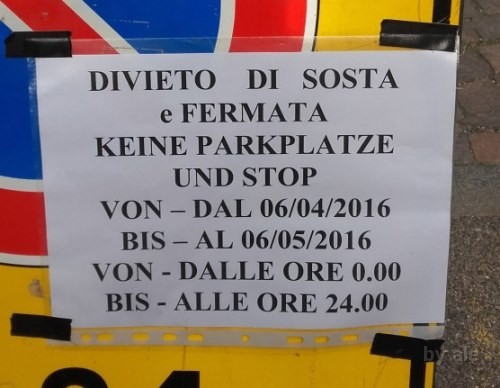 DIVIETO DI SOSTA
e FERMATA
KEINE PARKPLATZE
UND STOP
VON – DAL 06/04/2016
BIS – AL 06/05/2016
VON - DALLE ORE 0.00
BIS - ALLE ORE 24.00
by ale